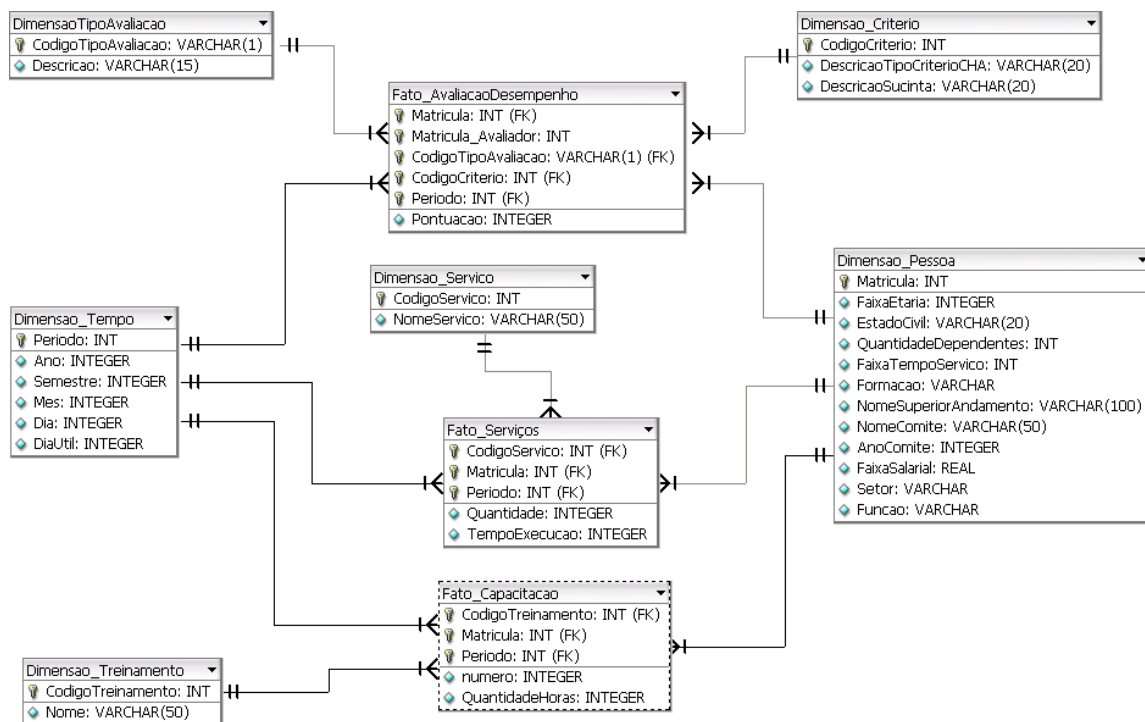 DimensaoTipoAvaliacao
CodigoTipoAvaliacao: VARCHAR(1)
Descricao: VARCHAR(15)
Dimensao_Criterio
CodigoCriterio: INT
DescricaoTipoCriterioCHA: VARCHAR(20)
DescricaoSucinta: VARCHAR(20)
Fato_AvaliacaoDesempenho
Matricula: INT (FK)
Matricula_Avaliador: INT
CodigoTipoAvaliacao: VARCHAR(1) (FK)
CodigoCriterio: INT (FK)
Periodo: INT (FK)
Pontuacao: INTEGER
Dimensao_Servico
CodigoServico: INT
NomeServico: VARCHAR(50)
Dimensao_Pessoa
Matricula: INT
FaixaEtaria: INTEGER
EstadoCivil: VARCHAR(20)
QuantidadeDependentes: INT
FaixaTempoServico: INT
Formacao: VARCHAR
NomeSuperiorAndamento: VARCHAR(100)
NomeComite: VARCHAR(50)
AnoComite: INTEGER
FaixaSalarial: REAL
Setor: VARCHAR
Funcao: VARCHAR
Dimensao_Tempo
Periodo: INT
Ano: INTEGER
Semestre: INTEGER
Mes: INTEGER
Dia: INTEGER
DiaUtil: INTEGER
Fato_Serviços
CodigoServico: INT (FK)
Matricula: INT (FK)
Periodo: INT (FK)
Quantidade: INTEGER
TempoExecucao: INTEGER
Fato_Capacitacao
CodigoTreinamento: INT (FK)
Matricula: INT (FK)
Periodo: INT (FK)
numero: INTEGER
QuantidadeHoras: INTEGER
Dimensao_Treinamento
CodigoTreinamento: INT
Nome: VARCHAR(50)